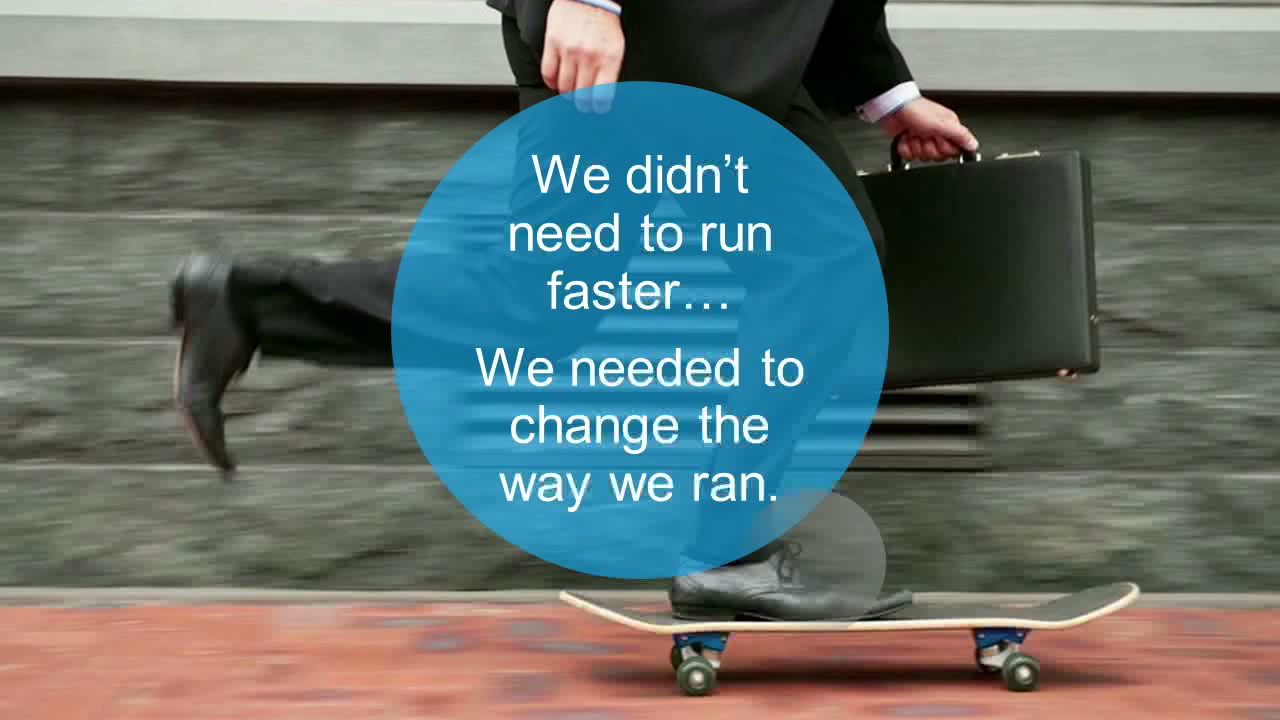 We didn’t
need to run
faster…
We needed to
change the
way we ran.